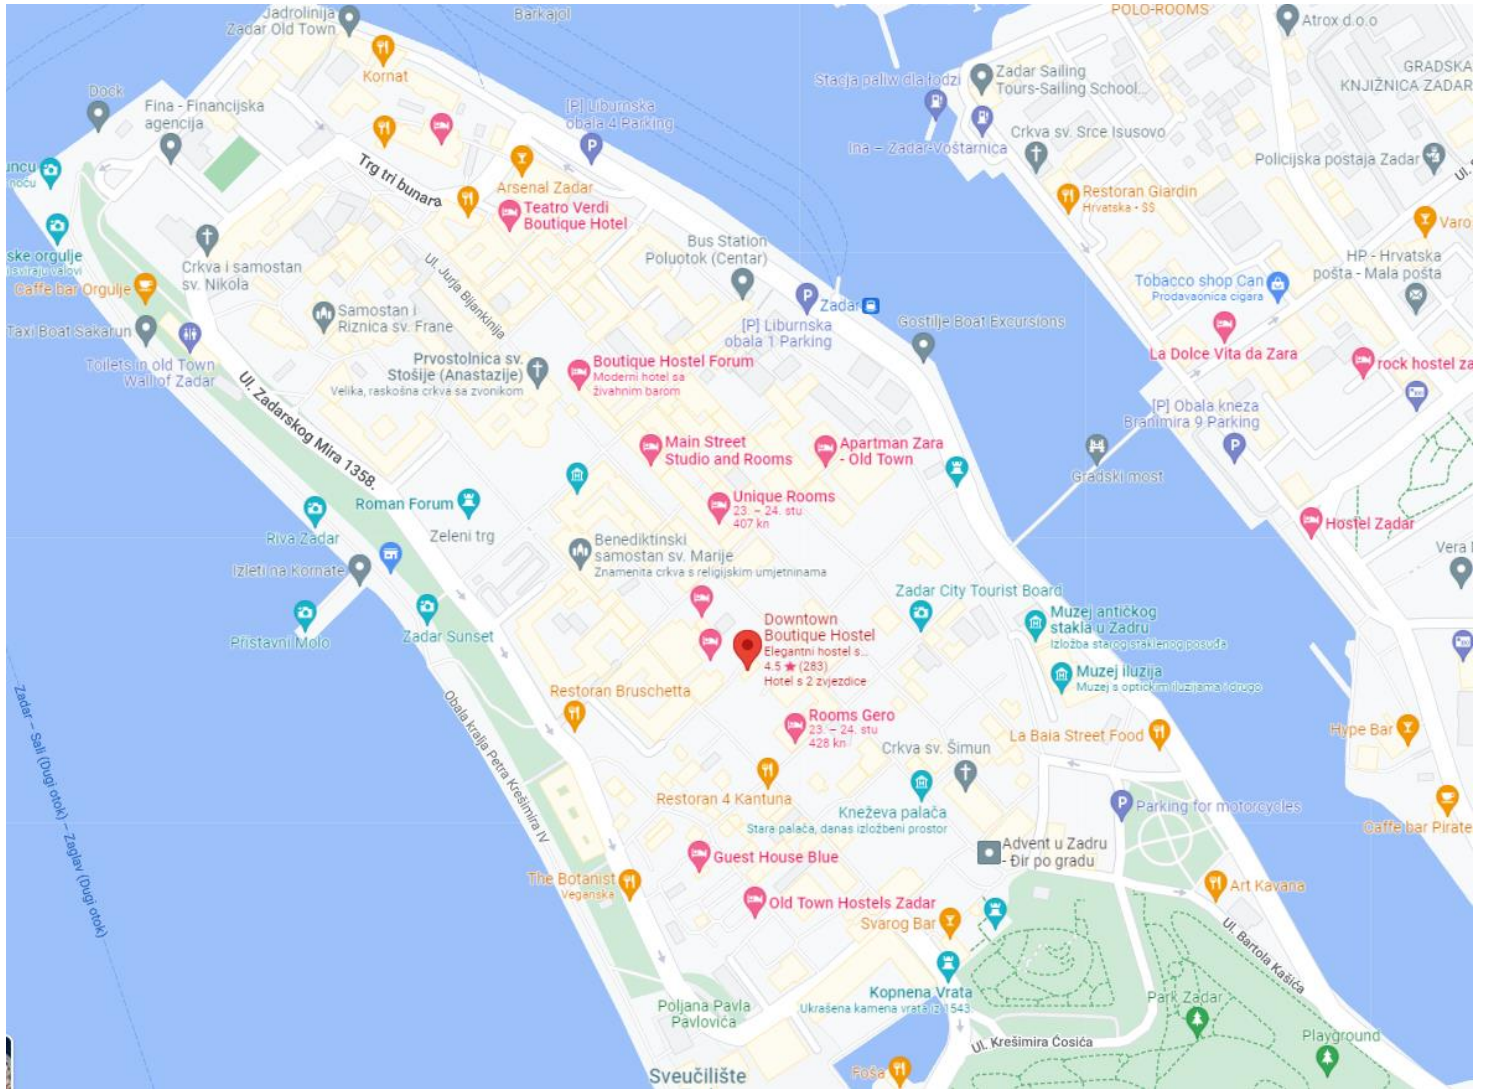 Jadrolinija
Zadar Old Town
Barkajol
POLO-ROOMS
Atrox d.o.o
Kornat
Dock
Fina - Financijska
agencija
[P] Liburnska
obala 4 Parking
Stacja paliw dla łodzi
Zadar Sailing
Tours-Sailing School...
GRADSKA
KNJIŽNICA ZADAR
Ina – Zadar-Voštarnica
Crkva sv. Srce Isusovo
Policijska postaja Zadar
Ul.
uncu
noću
Trg tri bunara
Arsenal Zadar
Teatro Verdi
Boutique Hotel
Restoran Giardin
Hrvatska • $$
Varo
ske orgulje
i sviraju valovi
Crkva i samostan
sv. Nikola
Caffe bar Orgulje
Ul. Jurja Bijankinija
Bus Station
Poluotok (Centar)
HP - Hrvatska
pošta - Mala pošta
Tobacco shop Can
Prodavaonica cigara
Samostan i
Riznica sv. Frane
Taxi Boat Sakarun
Zadar
[P] Liburnska
obala 1 Parking
Gostilje Boat Excursions
Toilets in old Town
Wall of Zadar
Prvostolnica sv.
Stošije (Anastazije)
Velika, raskošna crkva sa zvonikom
Boutique Hostel Forum
Moderni hotel sa
živahnim barom
La Dolce Vita da Zara
rock hostel za
Ul. Zadarskog Mira 1358.
[P] Obala kneza
Branimira 9 Parking
Main Street
Studio and Rooms
Apartman Zara
- Old Town
Gradski most
Roman Forum
Unique Rooms
23. – 24. stu
407 kn
Hostel Zadar
Riva Zadar
Zeleni trg
Benediktinski
samostan sv. Marije
Znamenita crkva s religijskim umjetninama
Vera
Izleti na Kornate
Zadar City Tourist Board
Muzej antičkog
stakla u Zadru
Izložba starog staklenog posuđa
Přístavní Molo
Zadar Sunset
Downtown
Boutique Hostel
Elegantni hostel s...
4.5 ★ (283)
Hotel s 2 zvjezdice
Muzej iluzija
Muzej s optičkim iluzijama i drugo
Restoran Bruschetta
Zadar – Sali (Dugi otok) – Zaglav (Dugi otok)
Obala kralja Petra Krešimira IV
Rooms Gero
23. – 24. stu
428 kn
La Baia Street Food
Hype Bar
Crkva sv. Šimun
Restoran 4 Kantuna
Kneževa palača
Stara palača, danas izložbeni prostor
P
Parking for motorcycles
Caffe bar Pirate
Guest House Blue
Advent u Zadru
- Đir po gradu
The Botanist
Veganska
Old Town Hostels Zadar
Art Kavana
Svarog Bar
Ul. Bartola Kašića
Kopnena Vrata
Ukrašena kamena vrata iz 1543.
Park Zadar
Poljana Pavla
Pavlovića
Ul. Krešimira Ćosića
Playground
Sveučilište
Foša